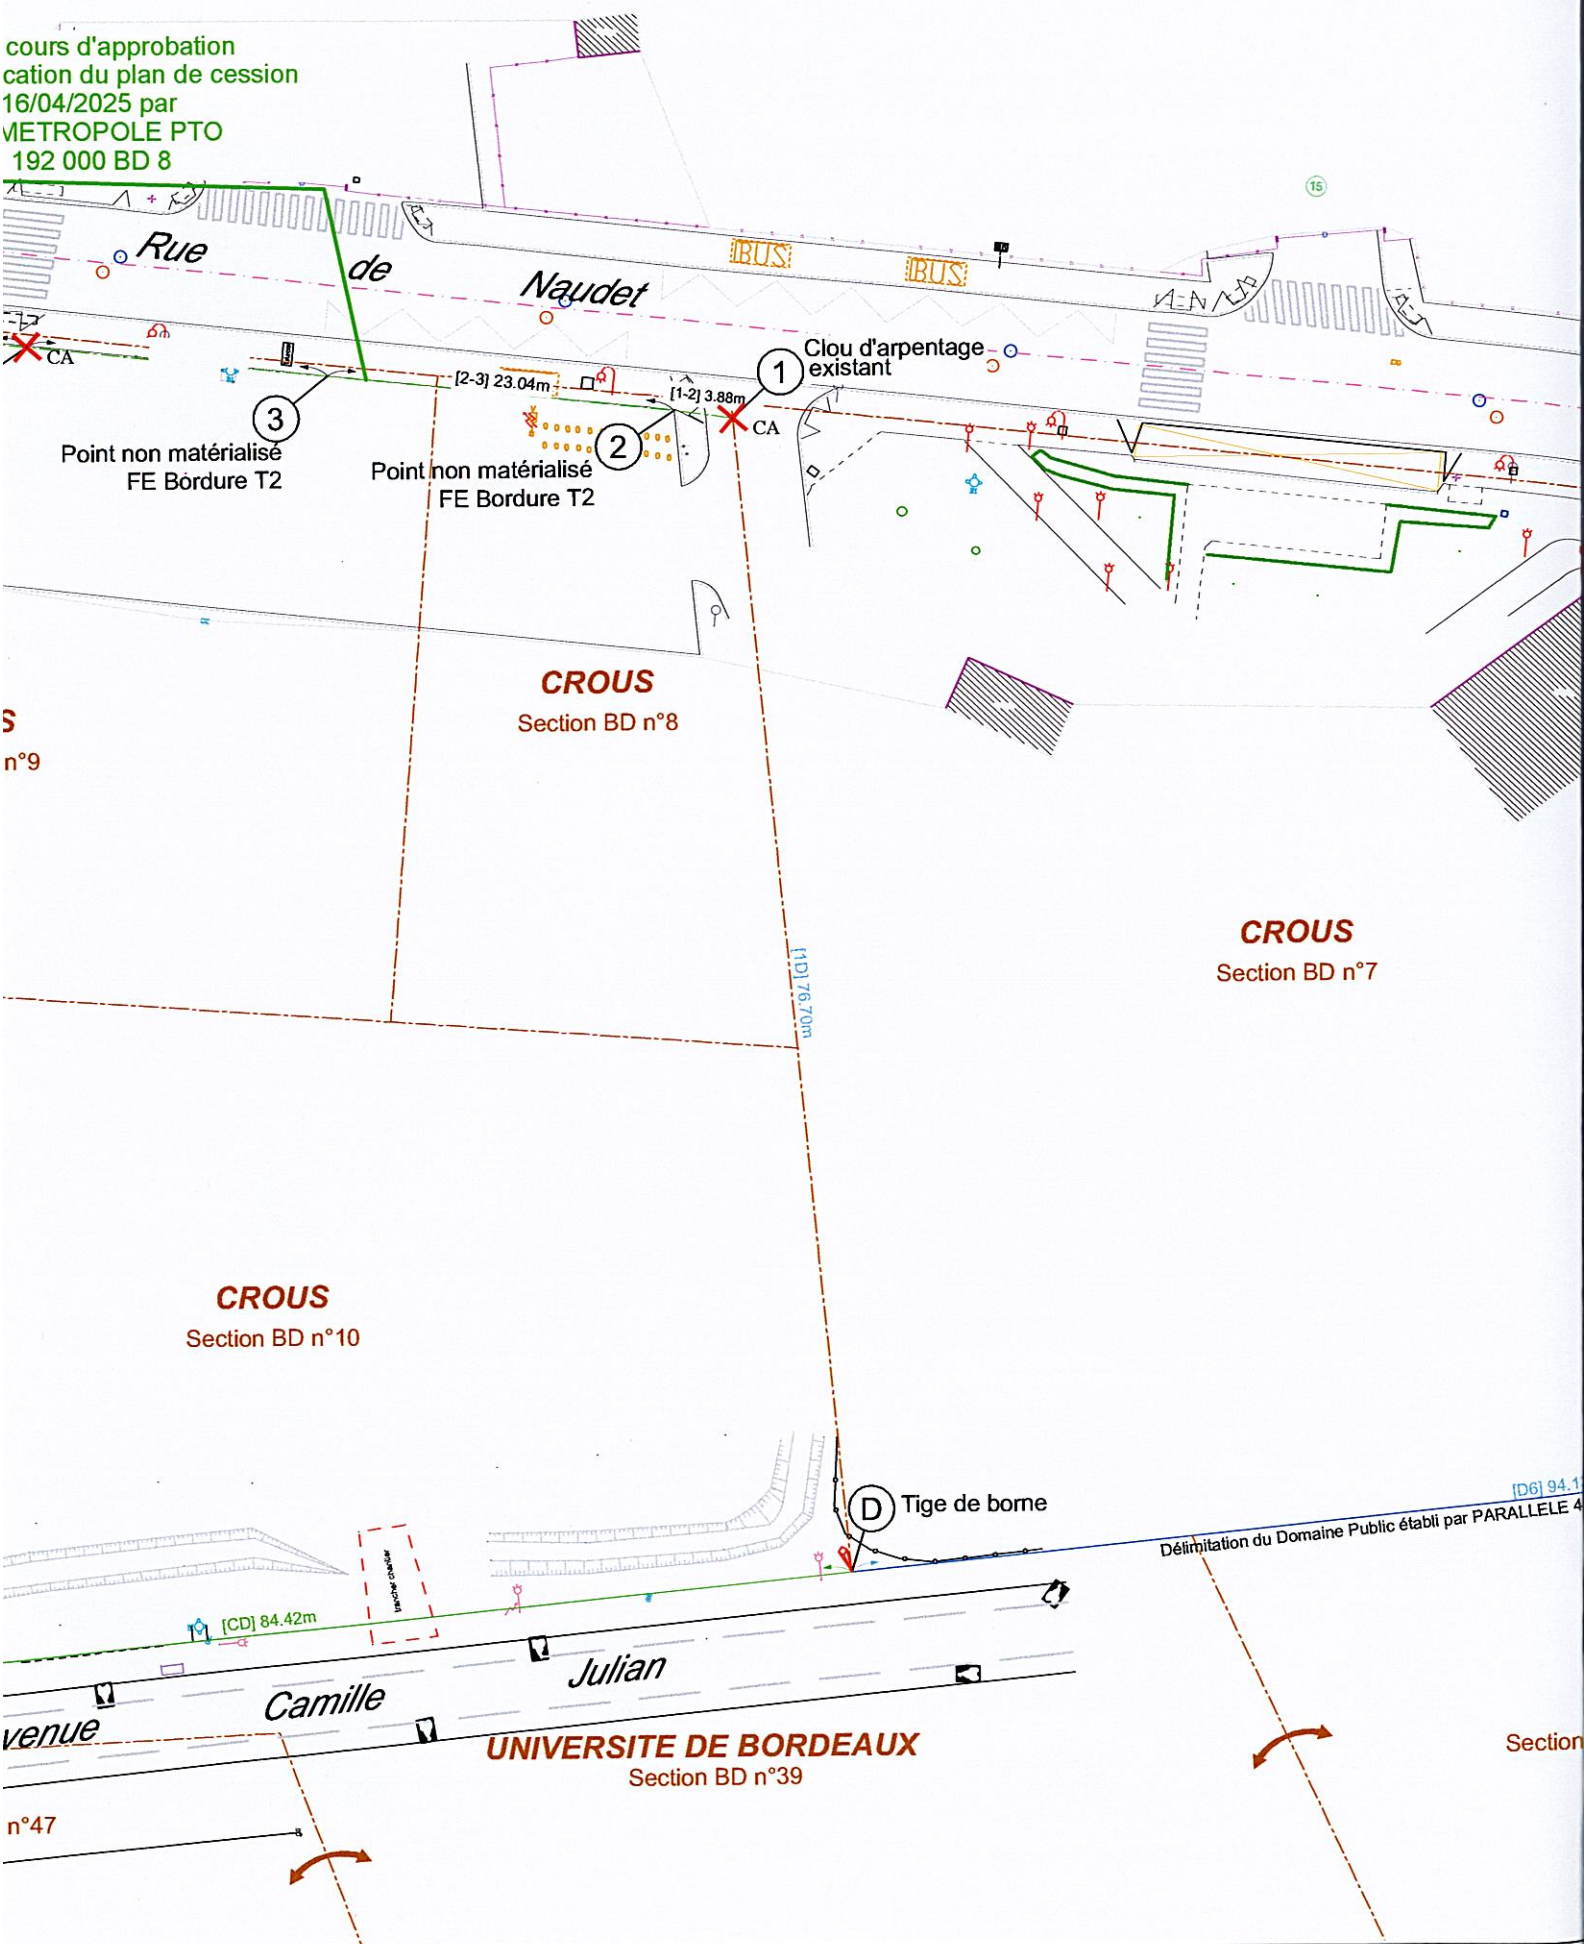 cours d'approbation
cation du plan de cession
16/04/2025 par
METROPOLE PTO
192 000 BD 8
15
Rue de Naudet
BUS
BUS
Clou d'arpentage
existant
1
CA
[2-3] 23.04m
[1-2] 3.88m
CA
3
2
Point non matérialisé
FE Bordure T2
Point non matérialisé
FE Bordure T2
CROUS
Section BD n°8
S
n°9
CROUS
Section BD n°7
[1D] 76.70m
CROUS
Section BD n°10
D
Tige de borne
[D6] 94.1
Délimitation du Domaine Public établi par PARALLELE 4
trancher chantier
[CD] 84.42m
venue Camille Julian
UNIVERSITE DE BORDEAUX
Section BD n°39
Section
n°47